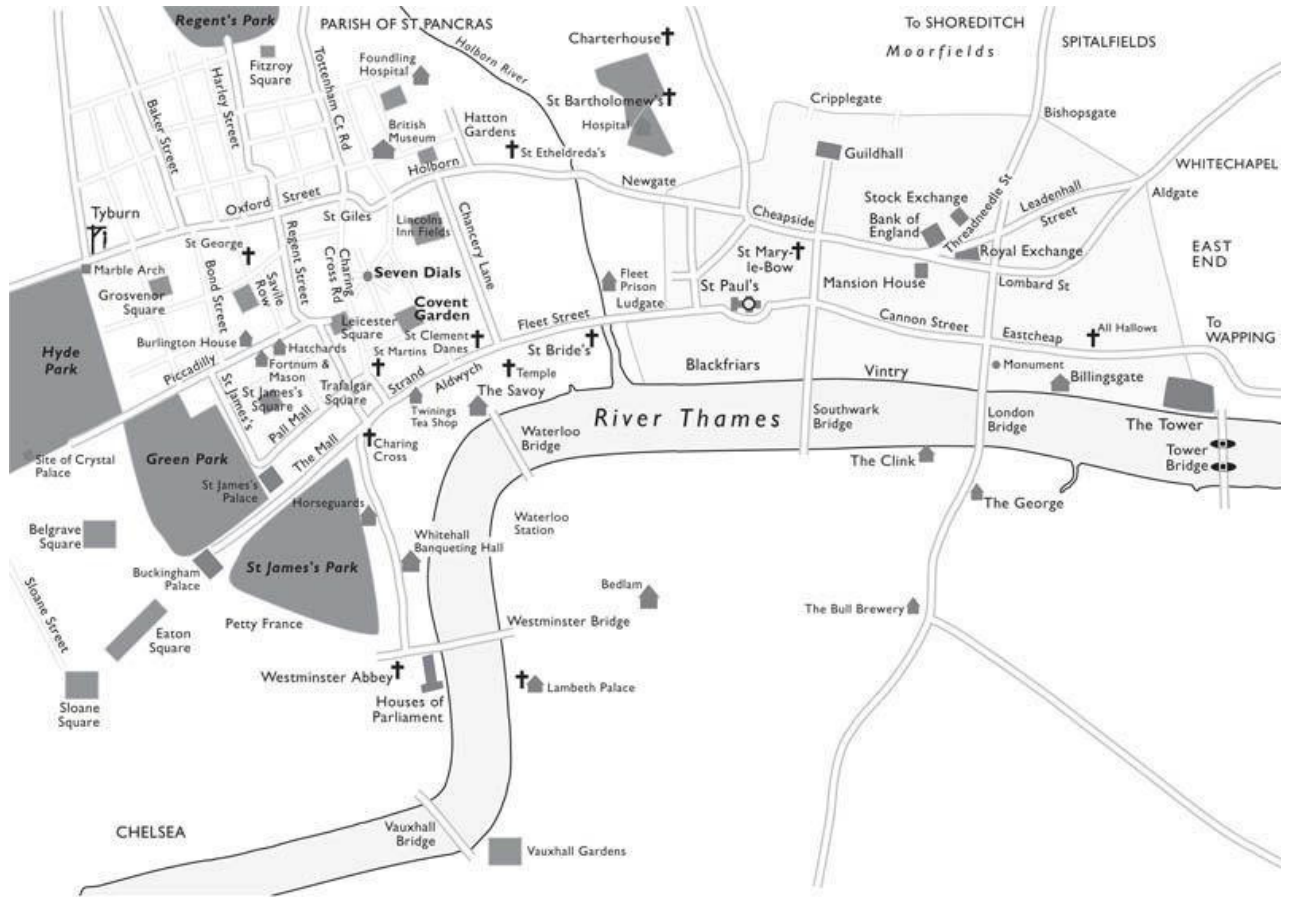 Regent's Park
PARISH OF ST PANCRAS
To SHOREDITCH
Moorfields
SPITALFIELDS
Charterhouse
Holborn River
Fitzroy
Square
Foundling
Hospital
Tottenham Ct Rd
Harley Street
Baker Street
St Bartholomew's
Hospital
Cripplegate
Bishopsgate
British
Museum
Hatton
Gardens
St Etheldreda's
Guildhall
WHITECHAPEL
Holborn
Newgate
Aldgate
Oxford Street
St Giles
Lincolns
Inn Fields
Chancery Lane
Cheapside
Stock Exchange
Bank of
England
Threadneedle St
Leadenhall
Street
Tyburn
St George
Regent Street
Charing
Cross Rd
Seven Dials
St Mary-
le-Bow
Royal Exchange
EAST
END
Marble Arch
Grosvenor
Square
Bond Street
Savile
Row
Covent
Garden
Fleet
Prison
Ludgate
St Paul's
Mansion House
Lombard St
Leicester
Square
St Clement
Danes
Fleet Street
Cannon Street
Eastcheap
All Hallows
To
WAPPING
Hyde
Park
Burlington House
Hatchards
Fortnum &
Mason
St Martins
St Bride's
Blackfriars
Vintry
Monument
Billingsgate
Piccadilly
St James's
St James's
Square
Trafalgar
Square
Strand
Aldwych
Temple
The Savoy
Twinings
Tea Shop
Pall Mall
The Mall
Charing
Cross
Waterloo
Bridge
River Thames
Southwark
Bridge
London
Bridge
The Tower
Tower
Bridge
Site of Crystal
Palace
Green Park
St James's
Palace
The Clink
The George
Horseguards
Belgrave
Square
Waterloo
Station
Whitehall
Banqueting Hall
Buckingham
Palace
St James's Park
Bedlam
The Bull Brewery
Sloane Street
Eaton
Square
Petty France
Westminster Bridge
Westminster Abbey
Houses of
Parliament
Lambeth Palace
Sloane
Square
CHELSEA
Vauxhall
Bridge
Vauxhall Gardens